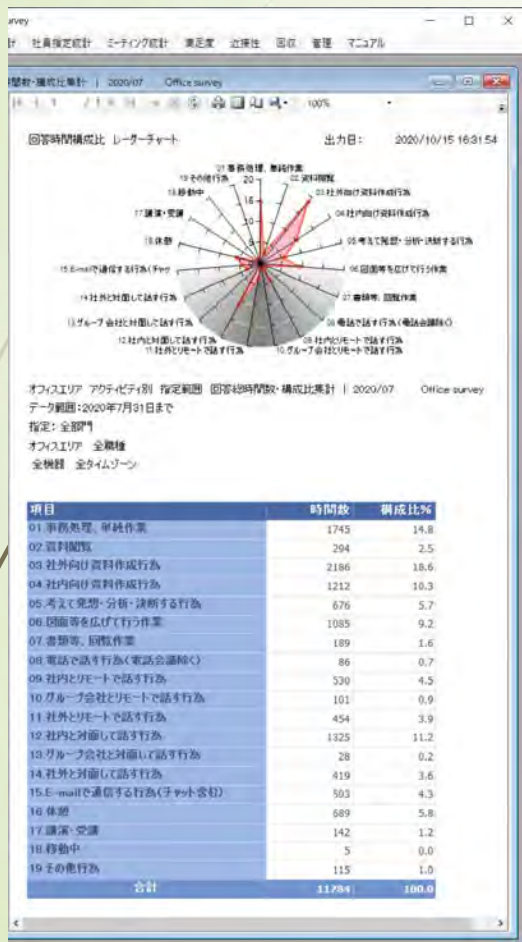 urvey
計 社員指定統計 ミーティング統計 満足度 近接性 回収 管理 マニュアル
間数・構成比集計 | 2020/07 Office survey
100%
回答時間構成比 レーダーチャート 出力日: 2020/10/15 16:31:54
01.事務処理、単純作業
02.資料閲覧
03.社外向け資料作成行為
04.社内向け資料作成行為
05.考えて発想・分析・決断する行為
06.図面等を広げて行う作業
07.書類等、回覧作業
08.電話で話す行為(電話会議除く)
09.社内とリモートで話す行為
10.グループ会社とリモートで話す行為
11.社外とリモートで話す行為
12.社内と対面して話す行為
13.グループ会社と対面して話す行為
14.社外と対面して話す行為
15.E-mailで通信する行為(チャッ
16.休憩
17.講演・受講
18.移動中
19.その他行為
20
15
オフィスエリア アクティビティ別 指定範囲 回答総時間数・構成比集計 | 2020/07 Office survey
データ範囲:2020年7月31日まで
指定: 全部門
オフィスエリア 全職種
全機器 全タイムゾーン
項目 時間数 構成比%
01.事務処理、単純作業 1745 14.8
02.資料閲覧 294 2.5
03.社外向け資料作成行為 2186 18.6
04.社内向け資料作成行為 1212 10.3
05.考えて発想・分析・決断する行為 676 5.7
06.図面等を広げて行う作業 1085 9.2
07.書類等、回覧作業 189 1.6
08.電話で話す行為(電話会議除く) 86 0.7
09.社内とリモートで話す行為 530 4.5
10.グループ会社とリモートで話す行為 101 0.9
11.社外とリモートで話す行為 454 3.9
12.社内と対面して話す行為 1325 11.2
13.グループ会社と対面して話す行為 28 0.2
14.社外と対面して話す行為 419 3.6
15.E-mailで通信する行為(チャット含む) 503 4.3
16.休憩 689 5.8
17.講演・受講 142 1.2
18.移動中 5 0.0
19.その他行為 115 1.0
合計 11784 100.0